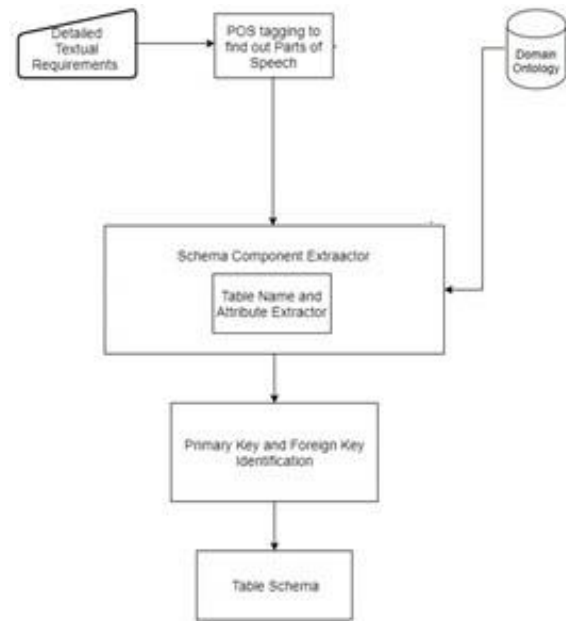 Detailed
Textual
Requirements
POS tagging to
find out Parts of
Speech
Domain
Ontology
Schema Component Extraactor
Table Name and
Attribute Extractor
Primary Key and Foreign Key
Identification
Table Schema